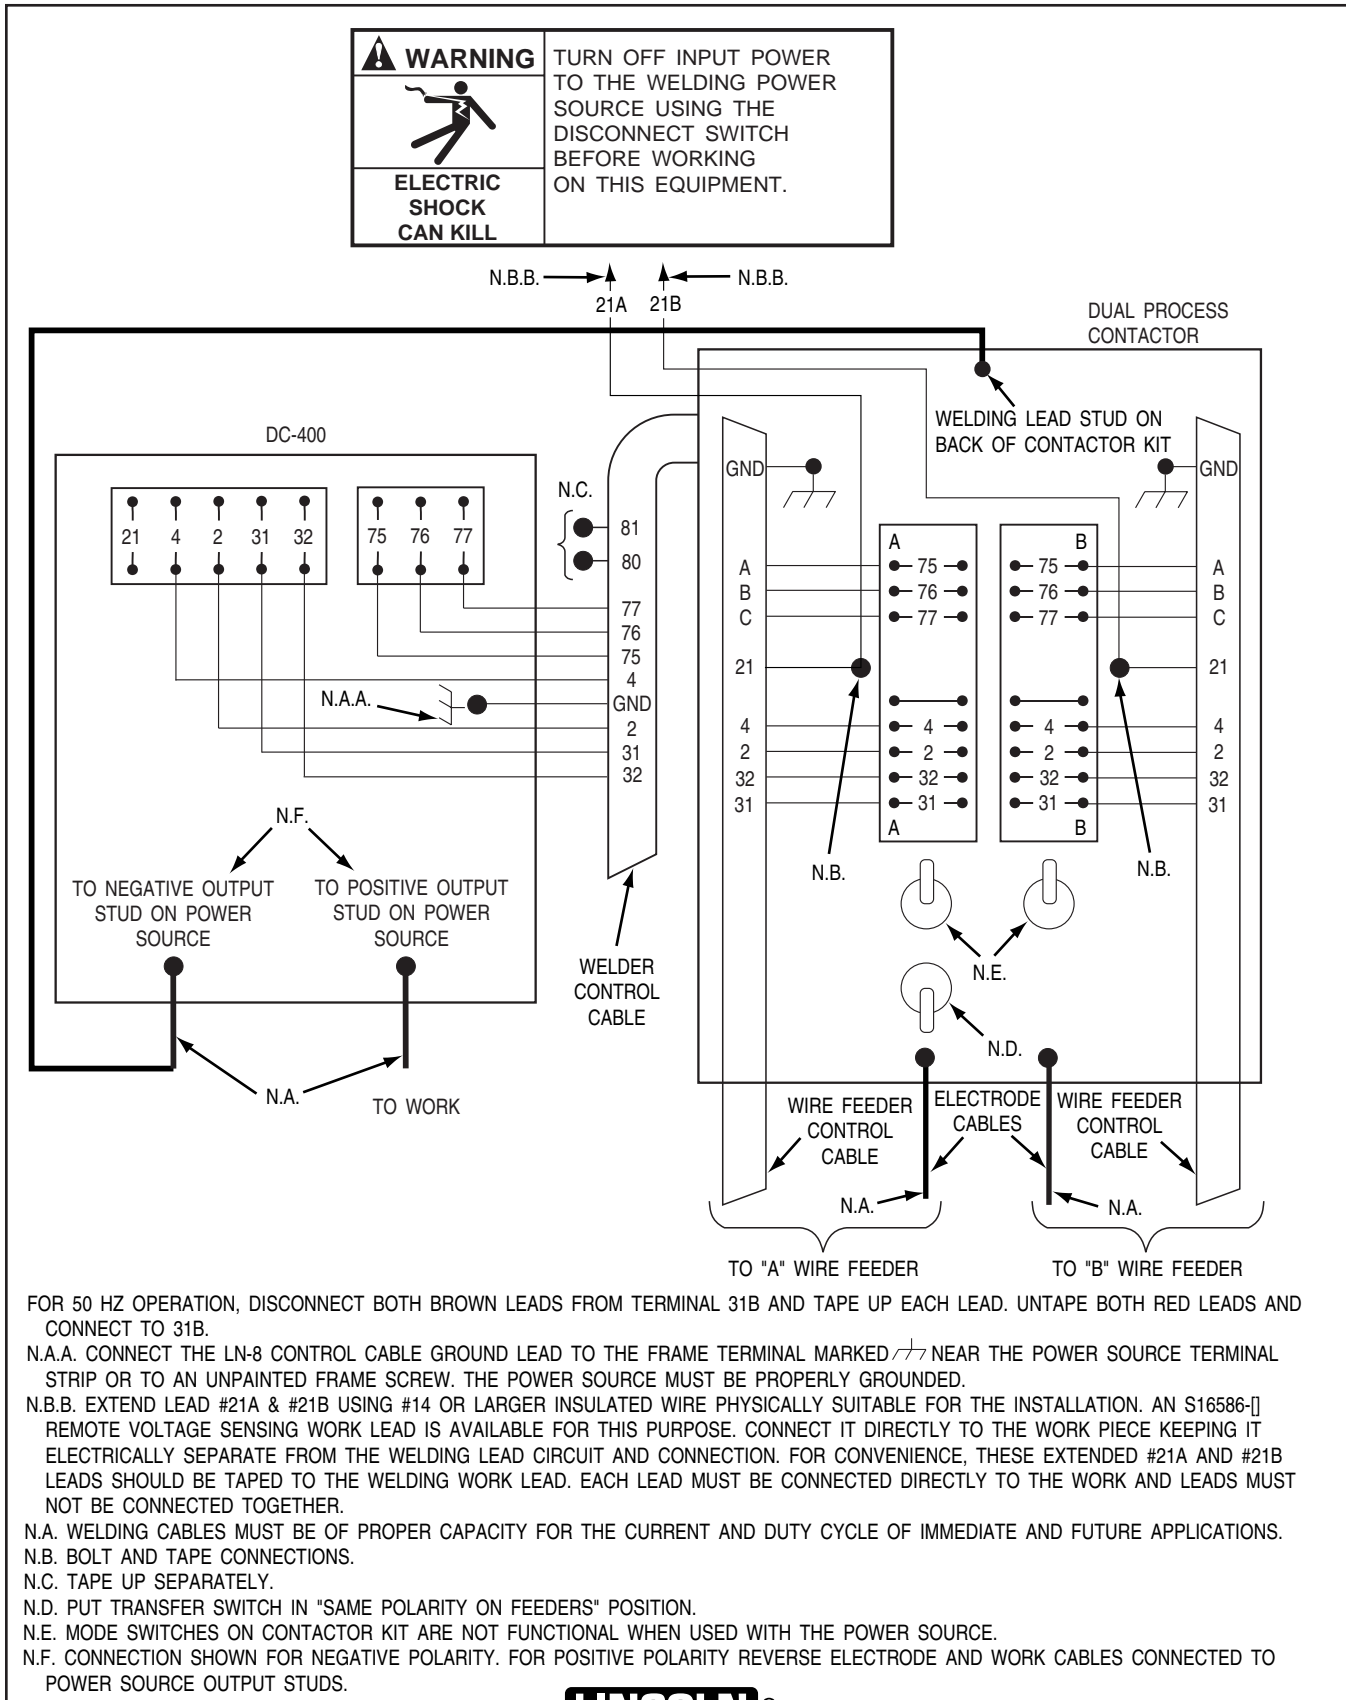 WARNING
ELECTRIC
SHOCK
CAN KILL
TURN OFF INPUT POWER
TO THE WELDING POWER
SOURCE USING THE
DISCONNECT SWITCH
BEFORE WORKING
ON THIS EQUIPMENT.
N.B.B.
N.B.B.
21A
21B
DUAL PROCESS
CONTACTOR
WELDING LEAD STUD ON
BACK OF CONTACTOR KIT
DC-400
21 4 2 31 32
75 76 77
N.C.
81
80
77
76
75
4
GND
2
31
32
N.A.A.
N.F.
TO NEGATIVE OUTPUT
STUD ON POWER
SOURCE
TO POSITIVE OUTPUT
STUD ON POWER
SOURCE
N.A.
TO WORK
WELDER
CONTROL
CABLE
GND
A
B
C
21
4
2
32
31
A
75
76
77
4
2
32
31
A
B
75
76
77
4
2
32
31
B
GND
A
B
C
21
4
2
32
31
N.B.
N.B.
N.E.
N.D.
WIRE FEEDER
CONTROL
CABLE
ELECTRODE
CABLES
WIRE FEEDER
CONTROL
CABLE
N.A.
N.A.
TO "A" WIRE FEEDER
TO "B" WIRE FEEDER
FOR 50 HZ OPERATION, DISCONNECT BOTH BROWN LEADS FROM TERMINAL 31B AND TAPE UP EACH LEAD. UNTAPE BOTH RED LEADS AND
CONNECT TO 31B.
N.A.A. CONNECT THE LN-8 CONTROL CABLE GROUND LEAD TO THE FRAME TERMINAL MARKED NEAR THE POWER SOURCE TERMINAL
STRIP OR TO AN UNPAINTED FRAME SCREW. THE POWER SOURCE MUST BE PROPERLY GROUNDED.
N.B.B. EXTEND LEAD #21A & #21B USING #14 OR LARGER INSULATED WIRE PHYSICALLY SUITABLE FOR THE INSTALLATION. AN S16586-[]
REMOTE VOLTAGE SENSING WORK LEAD IS AVAILABLE FOR THIS PURPOSE. CONNECT IT DIRECTLY TO THE WORK PIECE KEEPING IT
ELECTRICALLY SEPARATE FROM THE WELDING LEAD CIRCUIT AND CONNECTION. FOR CONVENIENCE, THESE EXTENDED #21A AND #21B
LEADS SHOULD BE TAPED TO THE WELDING WORK LEAD. EACH LEAD MUST BE CONNECTED DIRECTLY TO THE WORK AND LEADS MUST
NOT BE CONNECTED TOGETHER.
N.A. WELDING CABLES MUST BE OF PROPER CAPACITY FOR THE CURRENT AND DUTY CYCLE OF IMMEDIATE AND FUTURE APPLICATIONS.
N.B. BOLT AND TAPE CONNECTIONS.
N.C. TAPE UP SEPARATELY.
N.D. PUT TRANSFER SWITCH IN "SAME POLARITY ON FEEDERS" POSITION.
N.E. MODE SWITCHES ON CONTACTOR KIT ARE NOT FUNCTIONAL WHEN USED WITH THE POWER SOURCE.
N.F. CONNECTION SHOWN FOR NEGATIVE POLARITY. FOR POSITIVE POLARITY REVERSE ELECTRODE AND WORK CABLES CONNECTED TO
POWER SOURCE OUTPUT STUDS.
LINCOLN